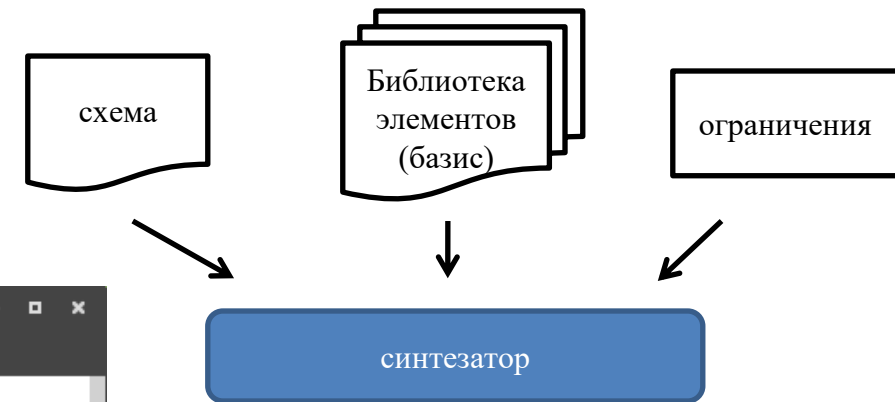 схема
Библиотека
элементов
(базис)
ограничения
синтезатор